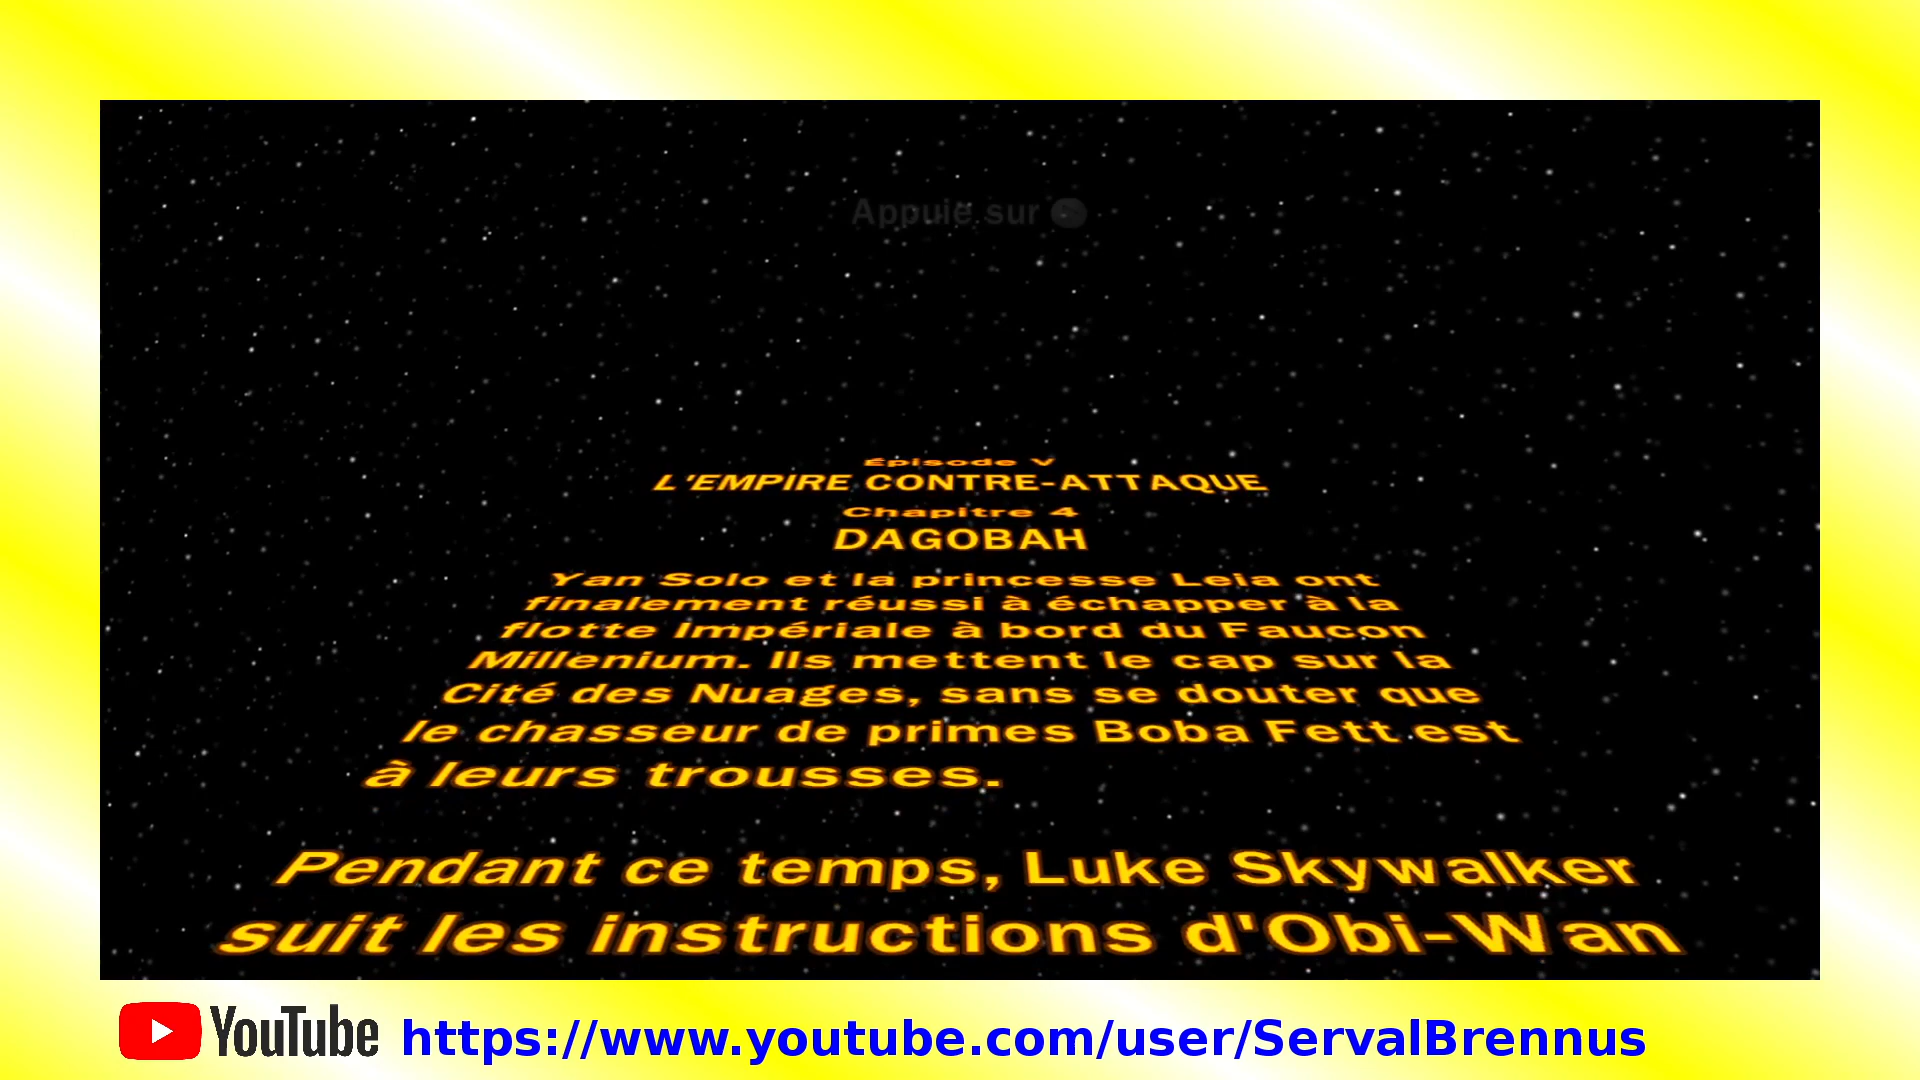 Appuie sur
Épisode V
L'EMPIRE CONTRE-ATTAQUE
Chapitre 4
DAGOBAH
Yan Solo et la princesse Leia ont
finalement réussi à échapper à la
flotte Impériale à bord du Faucon
Millenium. Ils mettent le cap sur la
Cité des Nuages, sans se douter que
le chasseur de primes Boba Fett est
à leurs trousses.
Pendant ce temps, Luke Skywalker
suit les instructions d'Obi-Wan
YouTube https://www.youtube.com/user/ServalBrennus